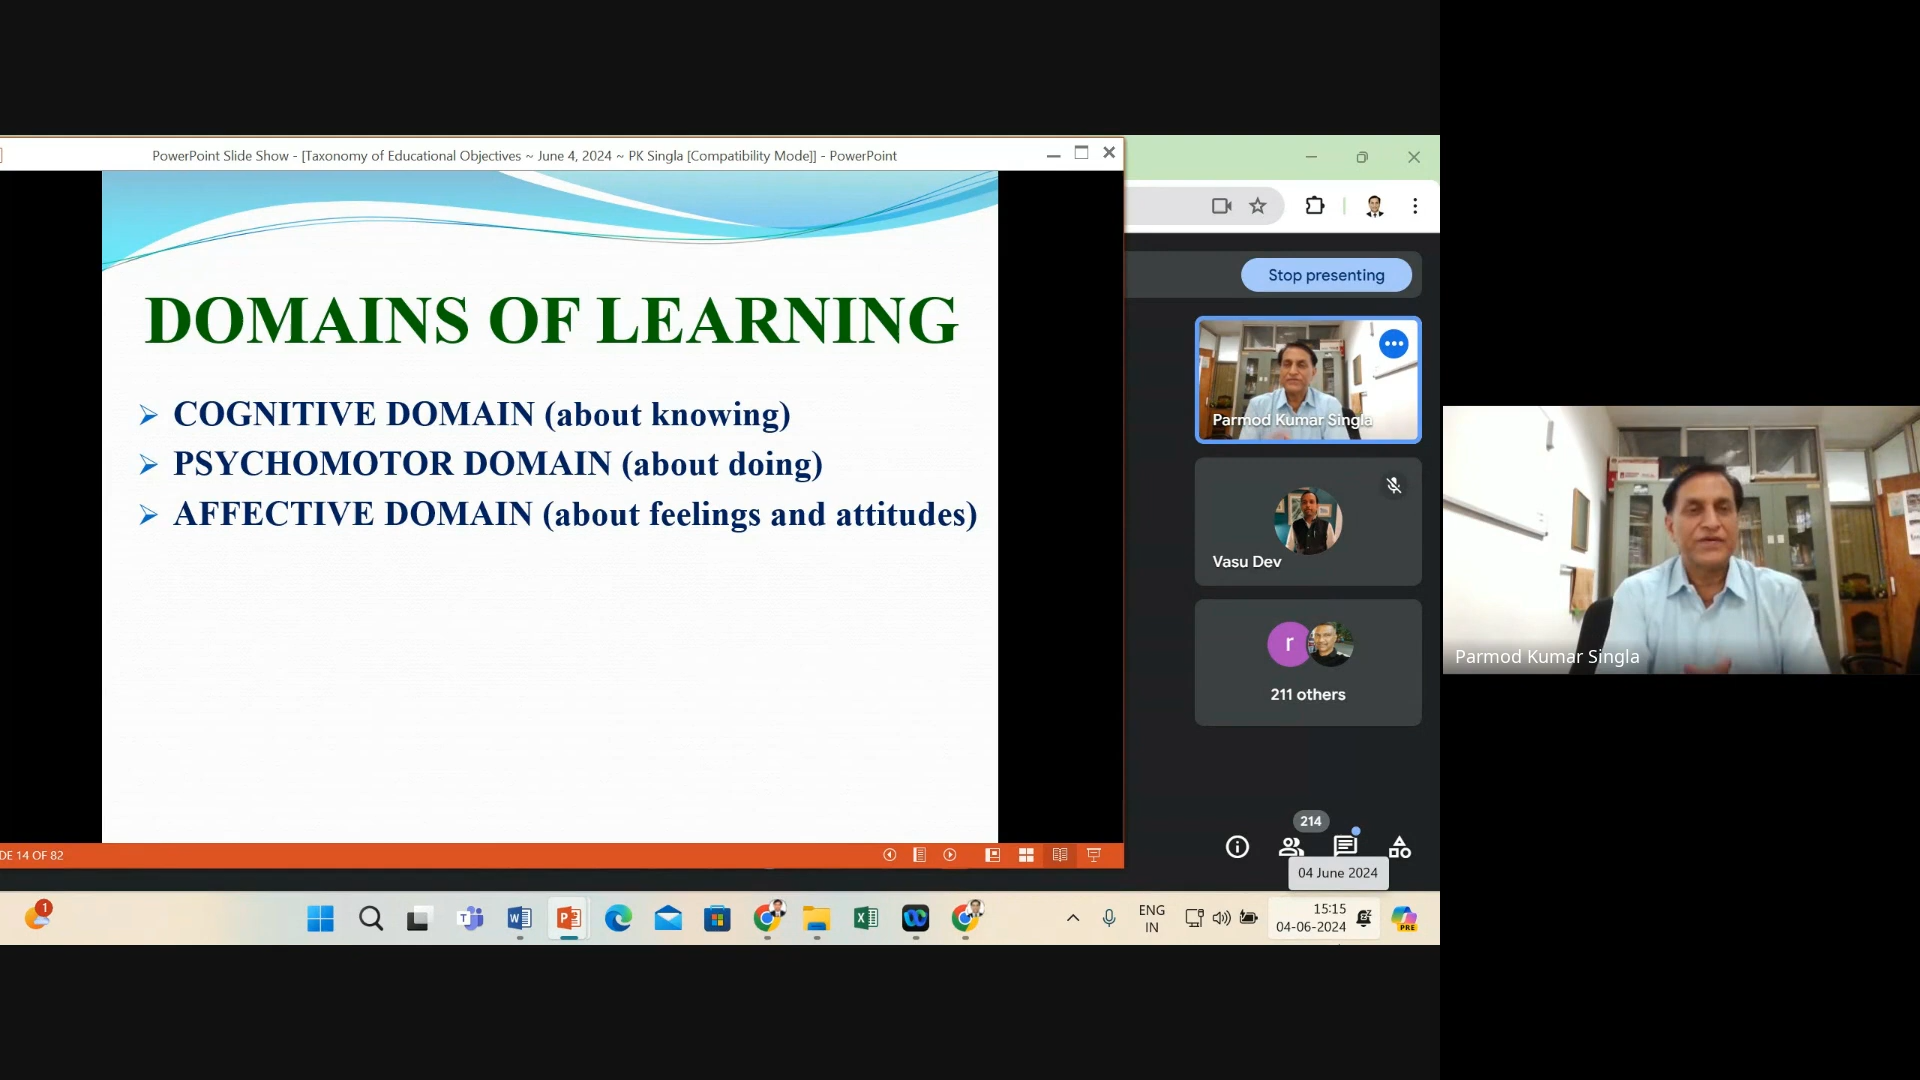 PowerPoint Slide Show - [Taxonomy of Educational Objectives ~ June 4, 2024 ~ PK Singla [Compatibility Mode]] - PowerPoint
DOMAINS OF LEARNING
➢ COGNITIVE DOMAIN (about knowing)
➢ PSYCHOMOTOR DOMAIN (about doing)
➢ AFFECTIVE DOMAIN (about feelings and attitudes)
DE 14 OF 82
Stop presenting
Parmod Kumar Singla
Vasu Dev
r
211 others
214
04 June 2024
Parmod Kumar Singla
1
ENG
IN
15:15
04-06-2024
PRE